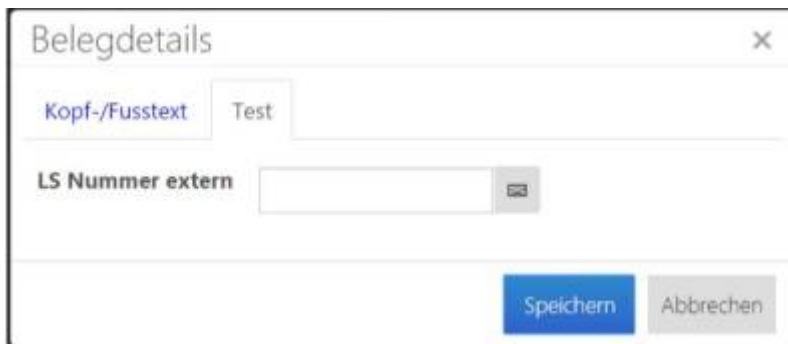 Belegdetails
Kopf-/Fusstext
Test
LS Nummer extern
Speichern
Abbrechen